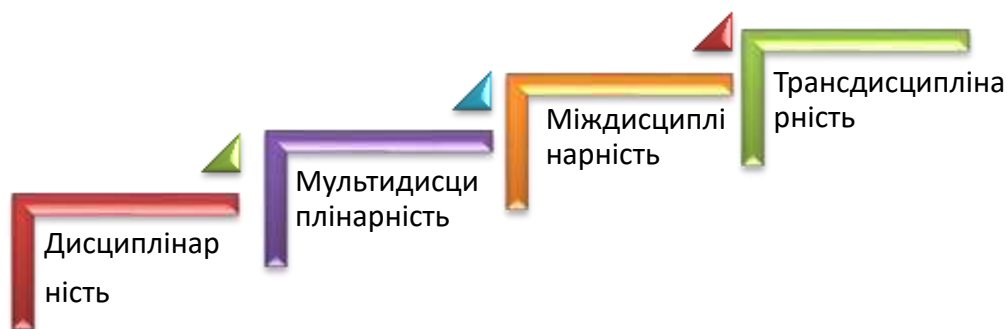 Дисциплінар
ність
Мультидисци
плінарність
Міждисциплі
нарність
Трансдисципліна
рність